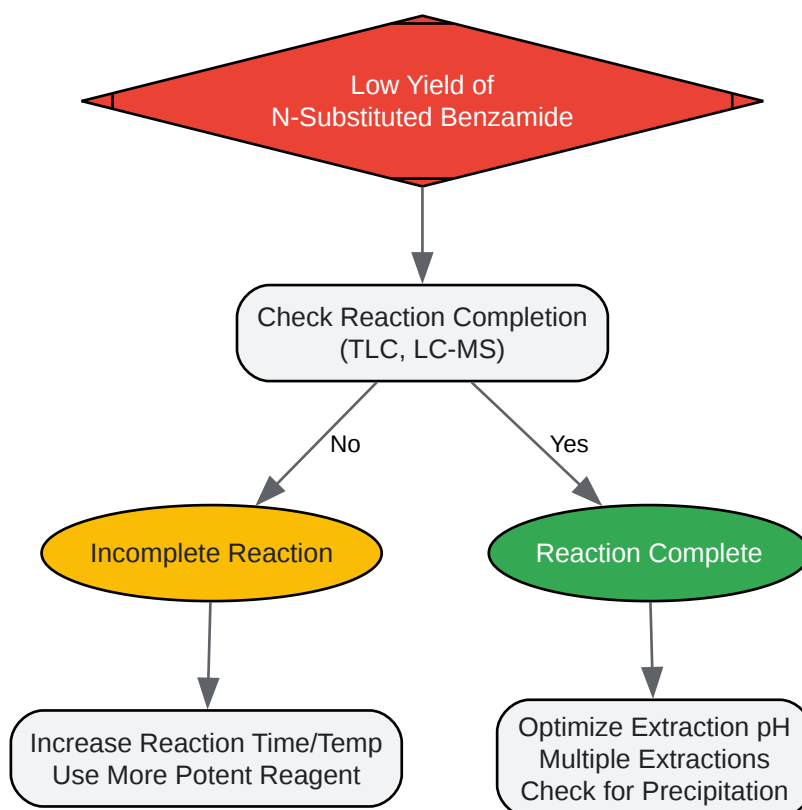 Low Yield of
N-Substituted Benzamide
Check Reaction Completion
(TLC, LC-MS)
No
Yes
Incomplete Reaction
Reaction Complete
Increase Reaction Time/Temp
Use More Potent Reagent
Optimize Extraction pH
Multiple Extractions
Check for Precipitation